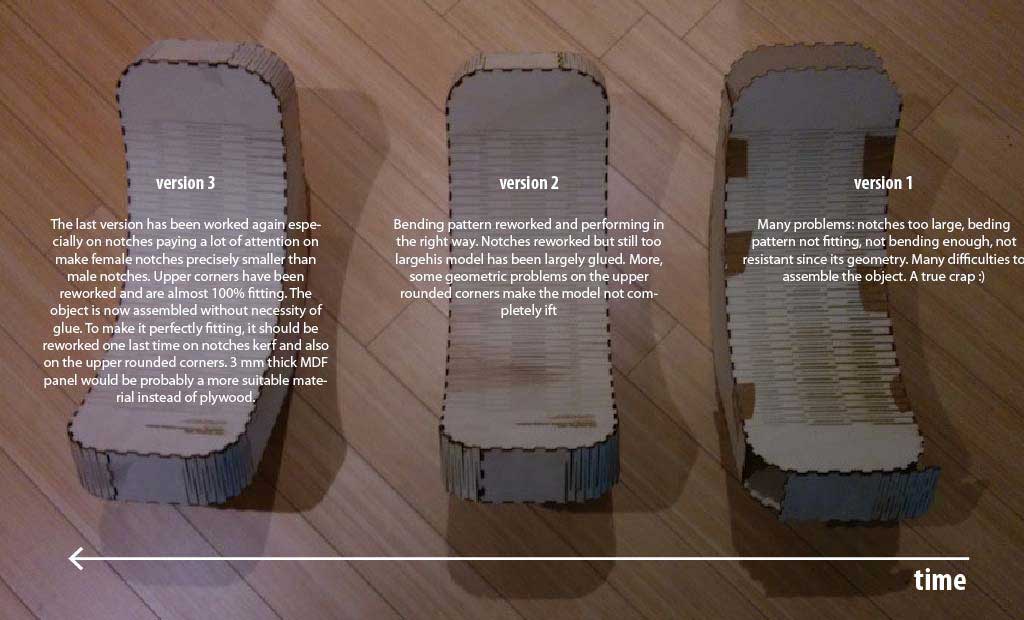 version 3
The last version has been worked again espe-
cially on notches paying a lot of attention on
make female notches precisely smaller than
male notches. Upper corners have been
reworked and are almost 100% fitting. The
object is now assembled without necessity of
glue. To make it perfectly fitting, it should be
reworked one last time on notches kerf and also
on the upper rounded corners. 3 mm thick MDF
panel would be probably a more suitable mate-
rial instead of plywood.
version 2
Bending pattern reworked and performing in
the right way. Notches reworked but still too
largehis model has been largely glued. More,
some geometric problems on the upper
rounded corners make the model not com-
pletely ift
version 1
Many problems: notches too large, beding
pattern not fitting, not bending enough, not
resistant since its geometry. Many difficulties to
assemble the object. A true crap :)
time